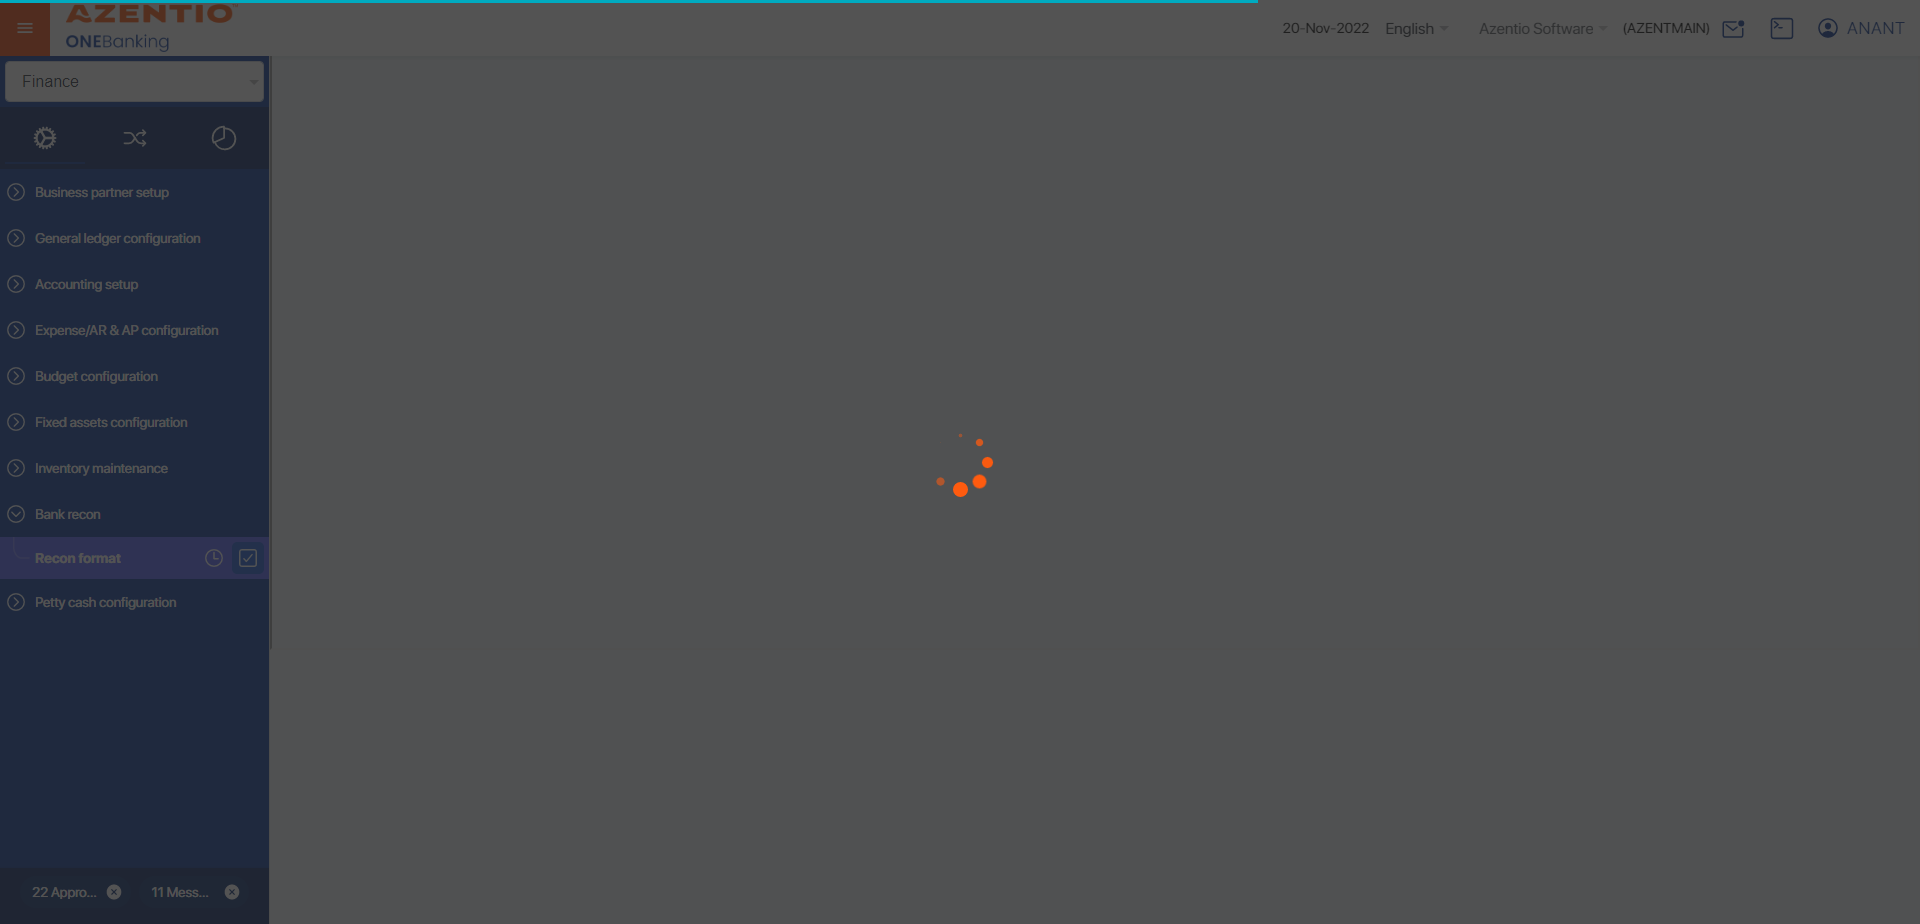 AZENTIO
ONEBanking
20-Nov-2022 English Azentio Software (AZENTMAIN) ANANT
Finance
Business partner setup
General ledger configuration
Accounting setup
Expense/AR & AP configuration
Budget configuration
Fixed assets configuration
Inventory maintenance
Bank recon
Recon format
Petty cash configuration
22 Appro... 11 Mess...